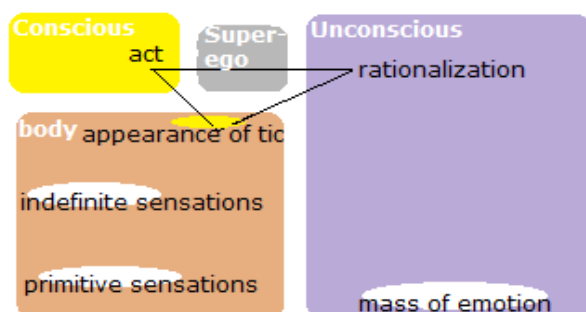 Conscious
act
Super-
ego
Unconscious
rationalization
body
appearance of tic
indefinite sensations
primitive sensations
mass of emotion